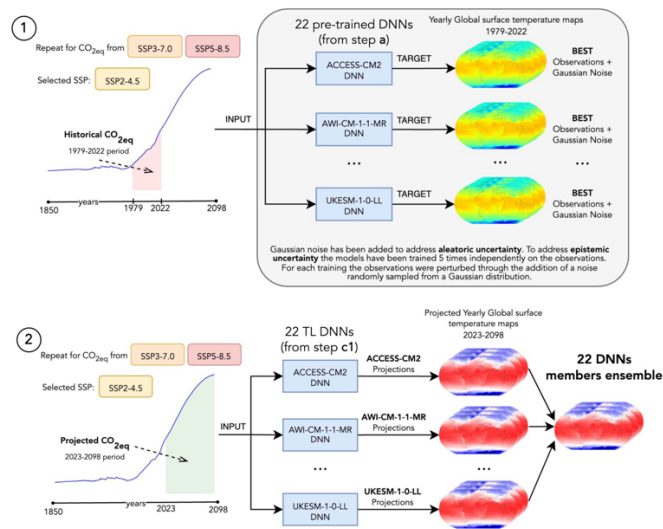 1
Repeat for CO2eq from SSP3-7.0 SSP5-8.5
Selected SSP: SSP2-4.5
Historical CO2eq
1979-2022 period
1850 years 1979 2022 2098
INPUT
22 pre-trained DNNs
(from step a)
Yearly Global surface
temperature maps
1979-2022
ACCESS-CM2
DNN
TARGET
BEST
Observations +
Gaussian Noise
AWI-CM-1-1-MR
DNN
TARGET
BEST
Observations +
Gaussian Noise
... ... ...
UKESM-1-0-LL
DNN
TARGET
BEST
Observations +
Gaussian Noise
Gaussian noise has been added to address aleatoric uncertainty. To address epistemic
uncertainty the models have been trained 5 times independently on the observations.
For each training the observations were perturbed through the addition of a noise
randomly sampled from a Gaussian distribution.
2
Repeat for CO2eq from SSP3-7.0 SSP5-8.5
Selected SSP: SSP2-4.5
Projected CO2eq
2023-2098 period
1850 years 2023 2098
INPUT
22 TL DNNs
(from step c1)
Projected Yearly Global surface
temperature maps
2023-2098
ACCESS-CM2
DNN
ACCESS-CM2
Projections
AWI-CM-1-1-MR
DNN
AWI-CM-1-1-MR
Projections
... ...
UKESM-1-0-LL
DNN
UKESM-1-0-LL
Projections
22 DNNs
members ensemble